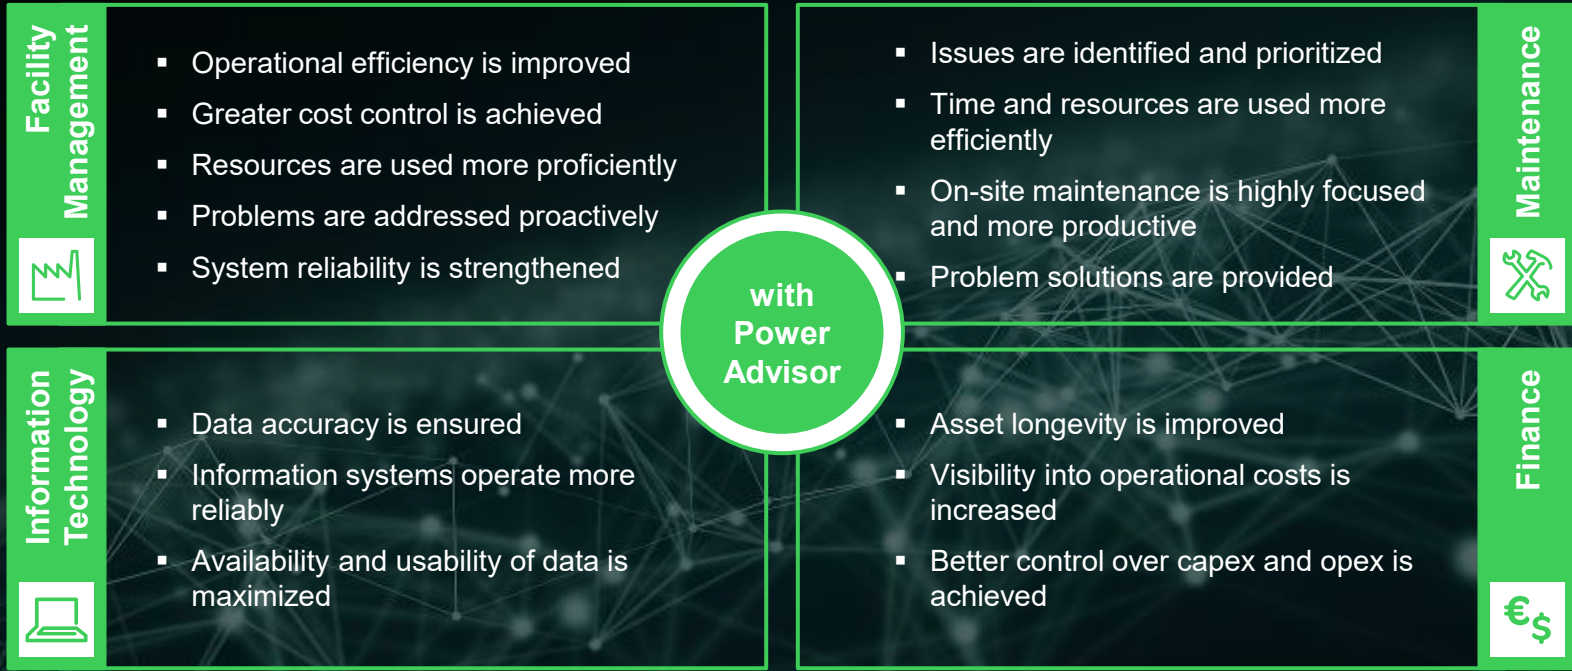 Facility
Management
▪ Operational efficiency is improved
▪ Greater cost control is achieved
▪ Resources are used more proficiently
▪ Problems are addressed proactively
▪ System reliability is strengthened
Maintenance
▪ Issues are identified and prioritized
▪ Time and resources are used more
efficiently
▪ On-site maintenance is highly focused
and more productive
▪ Problem solutions are provided
with
Power
Advisor
Information
Technology
▪ Data accuracy is ensured
▪ Information systems operate more
reliably
▪ Availability and usability of data is
maximized
Finance
▪ Asset longevity is improved
▪ Visibility into operational costs is
increased
▪ Better control over capex and opex is
achieved
€$